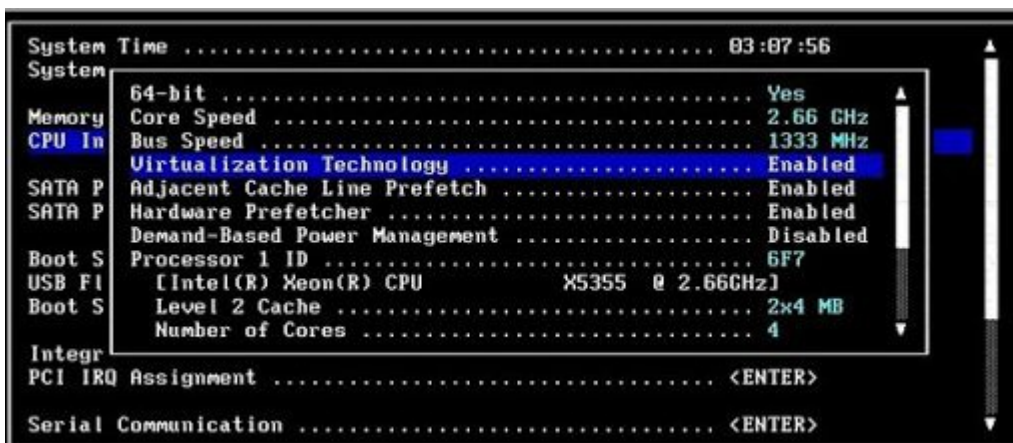 System Time ............................................ 03:07:56
System
64-bit .................................................. Yes
Memory
Core Speed ............................................. 2.66 GHz
CPU In
Bus Speed .............................................. 1333 MHz
Virtualization Technology ....................... Enabled
SATA P
Adjacent Cache Line Prefetch .................... Enabled
SATA P
Hardware Prefetcher .............................. Enabled
Demand-Based Power Management ................... Disabled
Boot S
Processor 1 ID ......................................... 6F7
USB Fl
[Intel(R) Xeon(R) CPU X5355 @ 2.66GHz]
Boot S
Level 2 Cache ....................................... 2x4 MB
Number of Cores ..................................... 4
Integr
PCI IRQ Assignment ................................... <ENTER>
Serial Communication ................................. <ENTER>